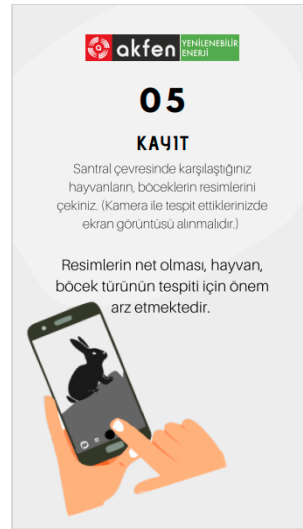 akfen YENİLENEBİLİR
ENERJİ
05
KAYIT
Santral çevresinde karşılaştığınız
hayvanların, böceklerin resimlerini
çekiniz. (Kamera ile tespit ettiklerinizde
ekran görüntüsü alınmalıdır.)
Resimlerin net olması, hayvan,
böcek türünün tespiti için önem
arz etmektedir.